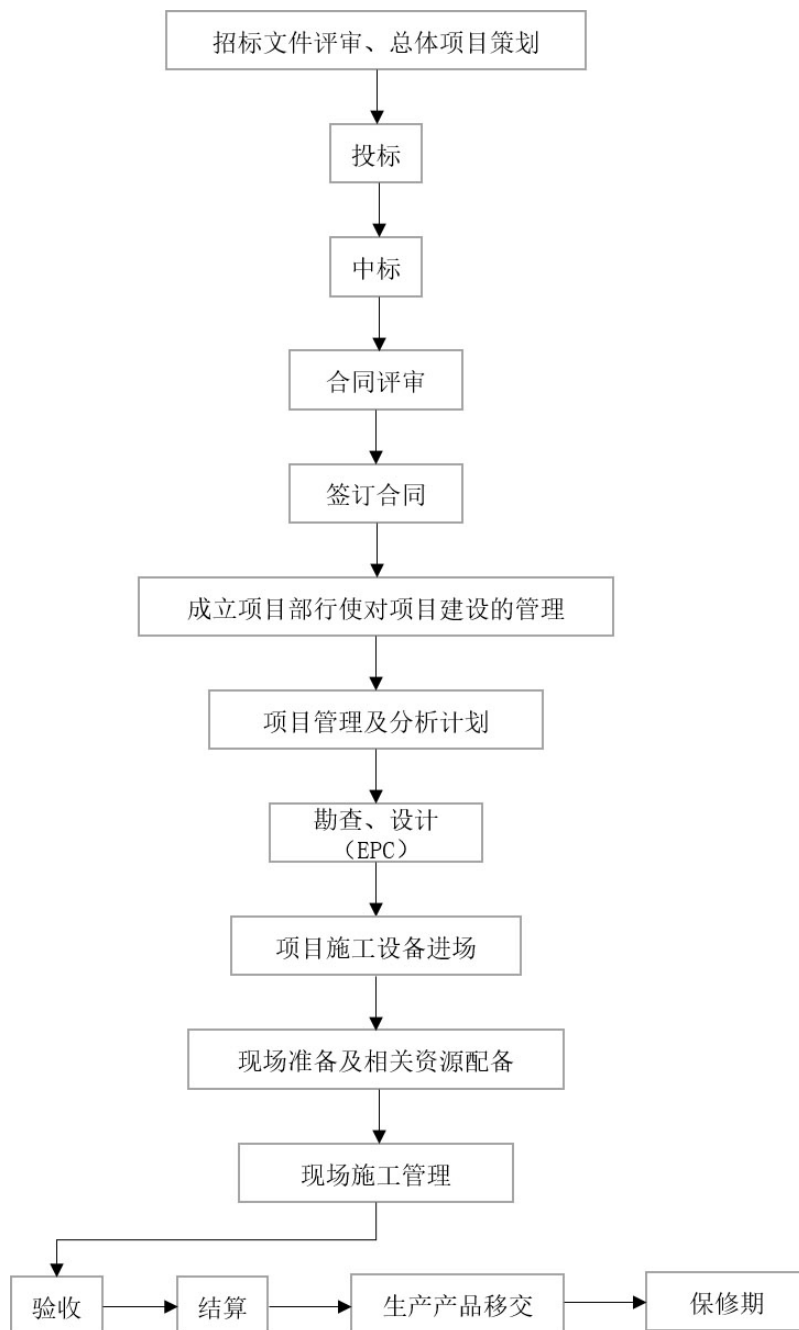 招标文件评审、总体项目策划
投标
中标
合同评审
签订合同
成立项目部行使对项目建设的管理
项目管理及分析计划
勘查、设计
（EPC）
项目施工设备进场
现场准备及相关资源配备
现场施工管理
验收
结算
生产产品移交
保修期